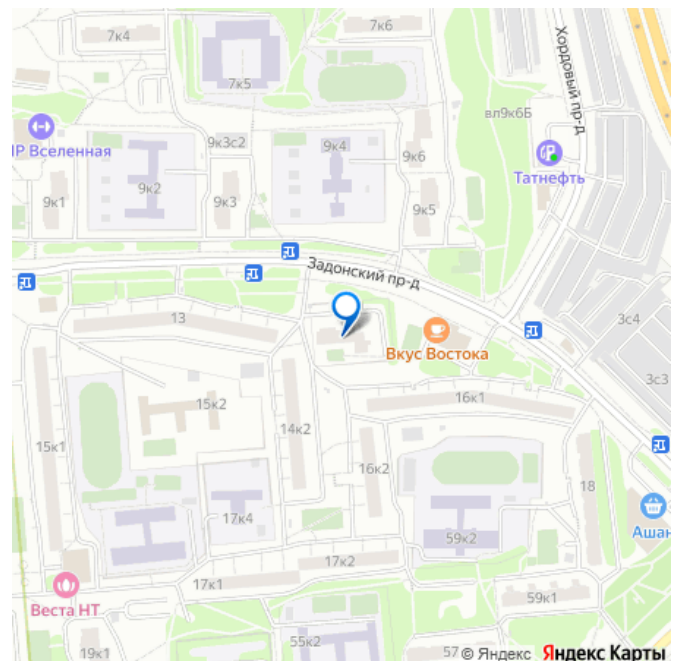 7к4
7к6
7к5
Хордовый пр-д
вл9к6Б
IP Вселенная
9к3с2
9к4
9к6
Татнефть
9к2
9к1
9к3
9к5
Задонский пр-д
13
3с4
Вкус Востока
3с3
16к1
15к2
15к1
14к2
16к2
18
17к4
Ашан
59к2
17к2
17к1
Веста НТ
59к1
55к2
19к1
57
© Яндекс Яндекс Карты